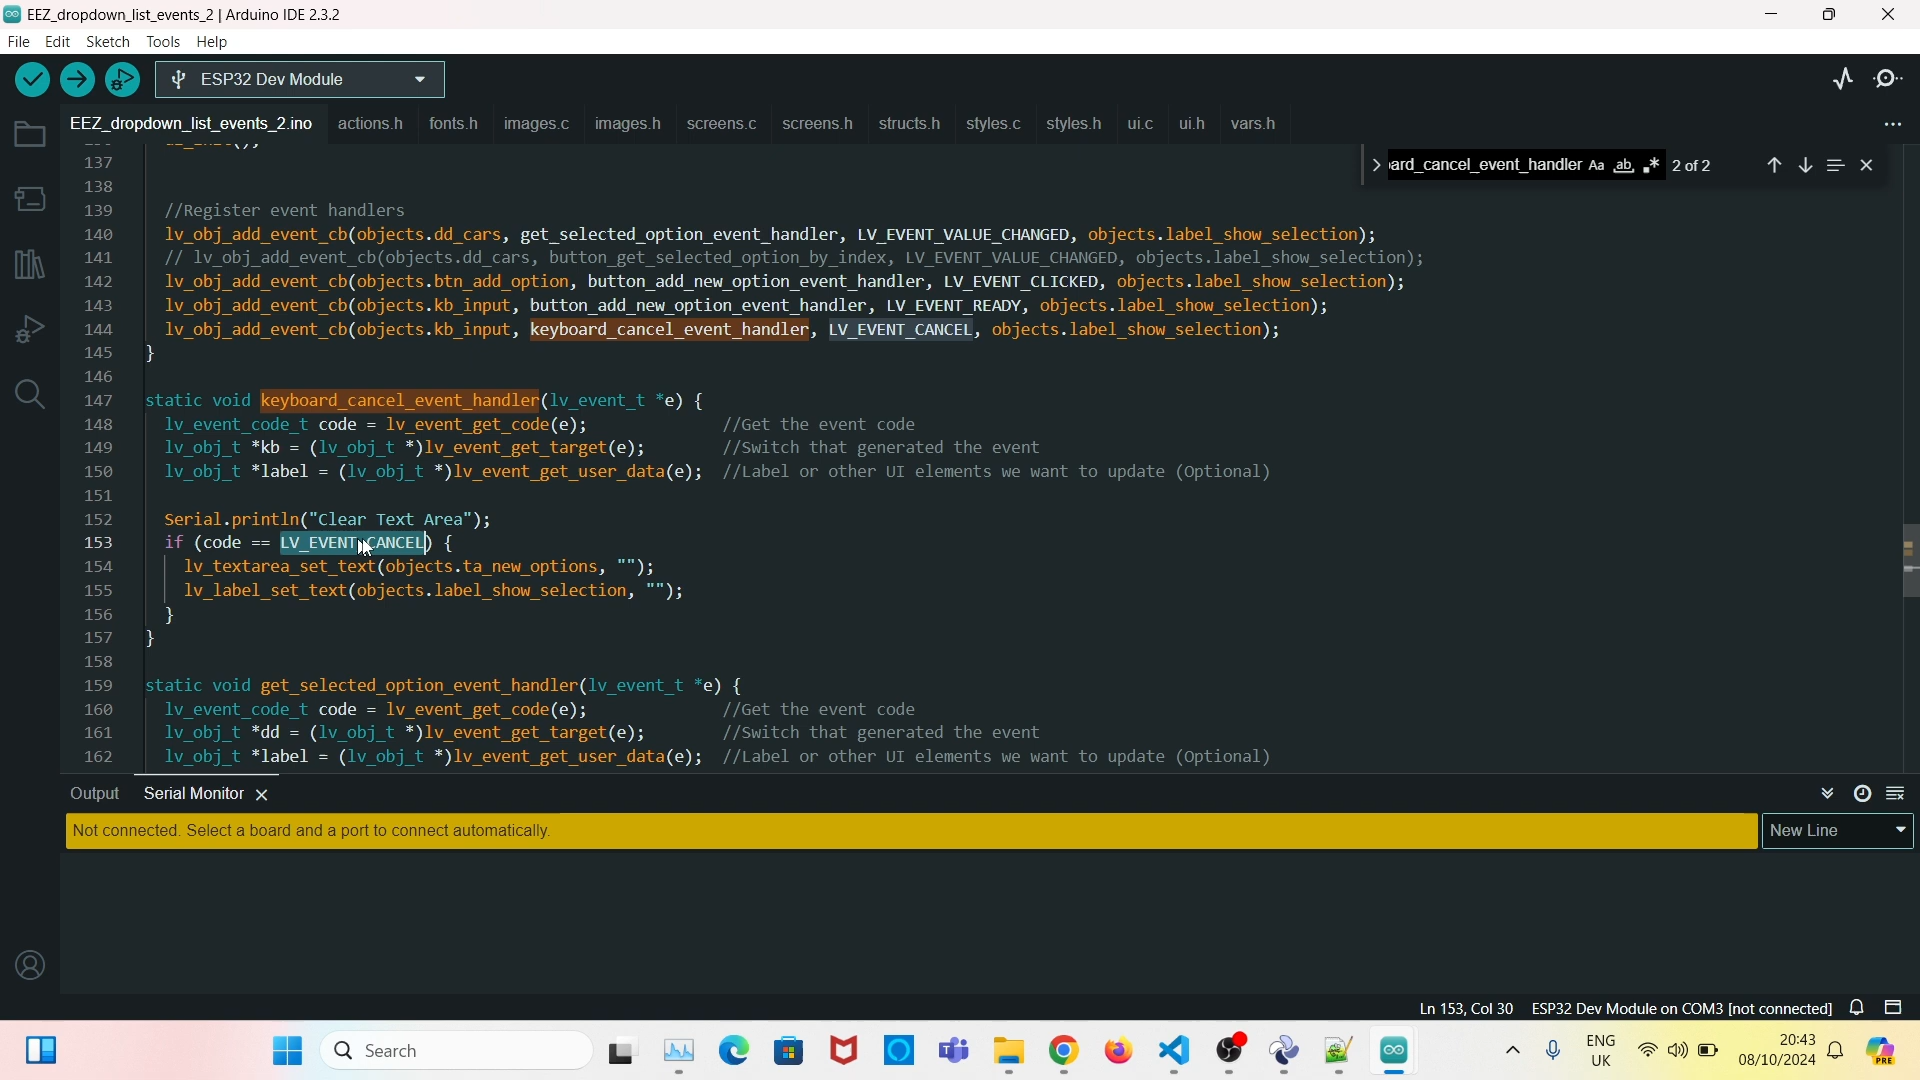 EEZ_dropdown_list_events_2 | Arduino IDE 2.3.2
File Edit Sketch Tools Help
ESP32 Dev Module
EEZ_dropdown_list_events_2.ino actions.h fonts.h images.c images.h screens.c screens.h structs.h styles.c styles.h ui.c ui.h vars.h
ard_cancel_event_handler Aa ab .* 2 of 2
137
138
139 //Register event handlers
140 lv_obj_add_event_cb(objects.dd_cars, get_selected_option_event_handler, LV_EVENT_VALUE_CHANGED, objects.label_show_selection);
141 // lv_obj_add_event_cb(objects.dd_cars, button_get_selected_option_by_index, LV_EVENT_VALUE_CHANGED, objects.label_show_selection);
142 lv_obj_add_event_cb(objects.btn_add_option, button_add_new_option_event_handler, LV_EVENT_CLICKED, objects.label_show_selection);
143 lv_obj_add_event_cb(objects.kb_input, button_add_new_option_event_handler, LV_EVENT_READY, objects.label_show_selection);
144 lv_obj_add_event_cb(objects.kb_input, keyboard_cancel_event_handler, LV_EVENT_CANCEL, objects.label_show_selection);
145 }
146
147 static void keyboard_cancel_event_handler(lv_event_t *e) {
148 lv_event_code_t code = lv_event_get_code(e); //Get the event code
149 lv_obj_t *kb = (lv_obj_t *)lv_event_get_target(e); //Switch that generated the event
150 lv_obj_t *label = (lv_obj_t *)lv_event_get_user_data(e); //Label or other UI elements we want to update (Optional)
151
152 Serial.println("Clear Text Area");
153 if (code == LV_EVENT_CANCEL) {
154 lv_textarea_set_text(objects.ta_new_options, "");
155 lv_label_set_text(objects.label_show_selection, "");
156 }
157 }
158
159 static void get_selected_option_event_handler(lv_event_t *e) {
160 lv_event_code_t code = lv_event_get_code(e); //Get the event code
161 lv_obj_t *dd = (lv_obj_t *)lv_event_get_target(e); //Switch that generated the event
162 lv_obj_t *label = (lv_obj_t *)lv_event_get_user_data(e); //Label or other UI elements we want to update (Optional)
Output Serial Monitor
Not connected. Select a board and a port to connect automatically.
New Line
Ln 153, Col 30 ESP32 Dev Module on COM3 [not connected]
Search
ENG
UK
20:43
08/10/2024
PRE